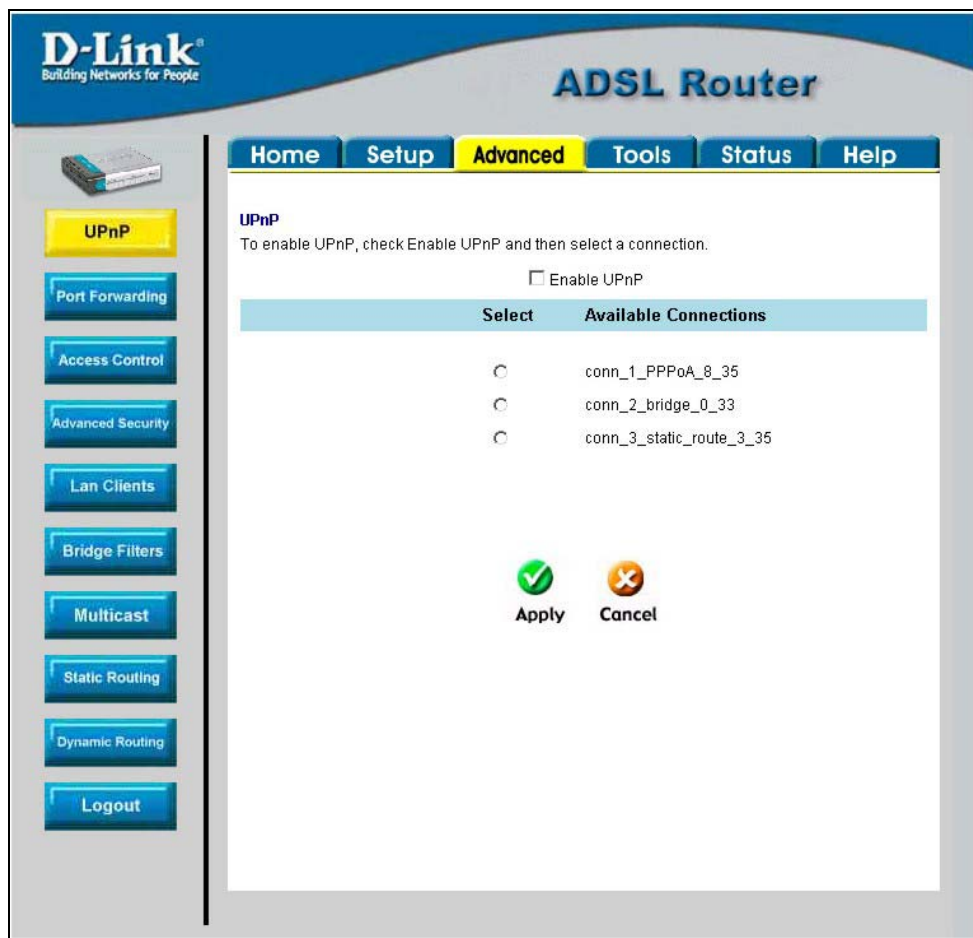 D-Link®
Building Networks for People
ADSL Router
Home Setup Advanced Tools Status Help
UPnP
Port Forwarding
Access Control
Advanced Security
Lan Clients
Bridge Filters
Multicast
Static Routing
Dynamic Routing
Logout
UPnP
To enable UPnP, check Enable UPnP and then select a connection.
Enable UPnP
Select Available Connections
conn_1_PPPoA_8_35
conn_2_bridge_0_33
conn_3_static_route_3_35
Apply Cancel